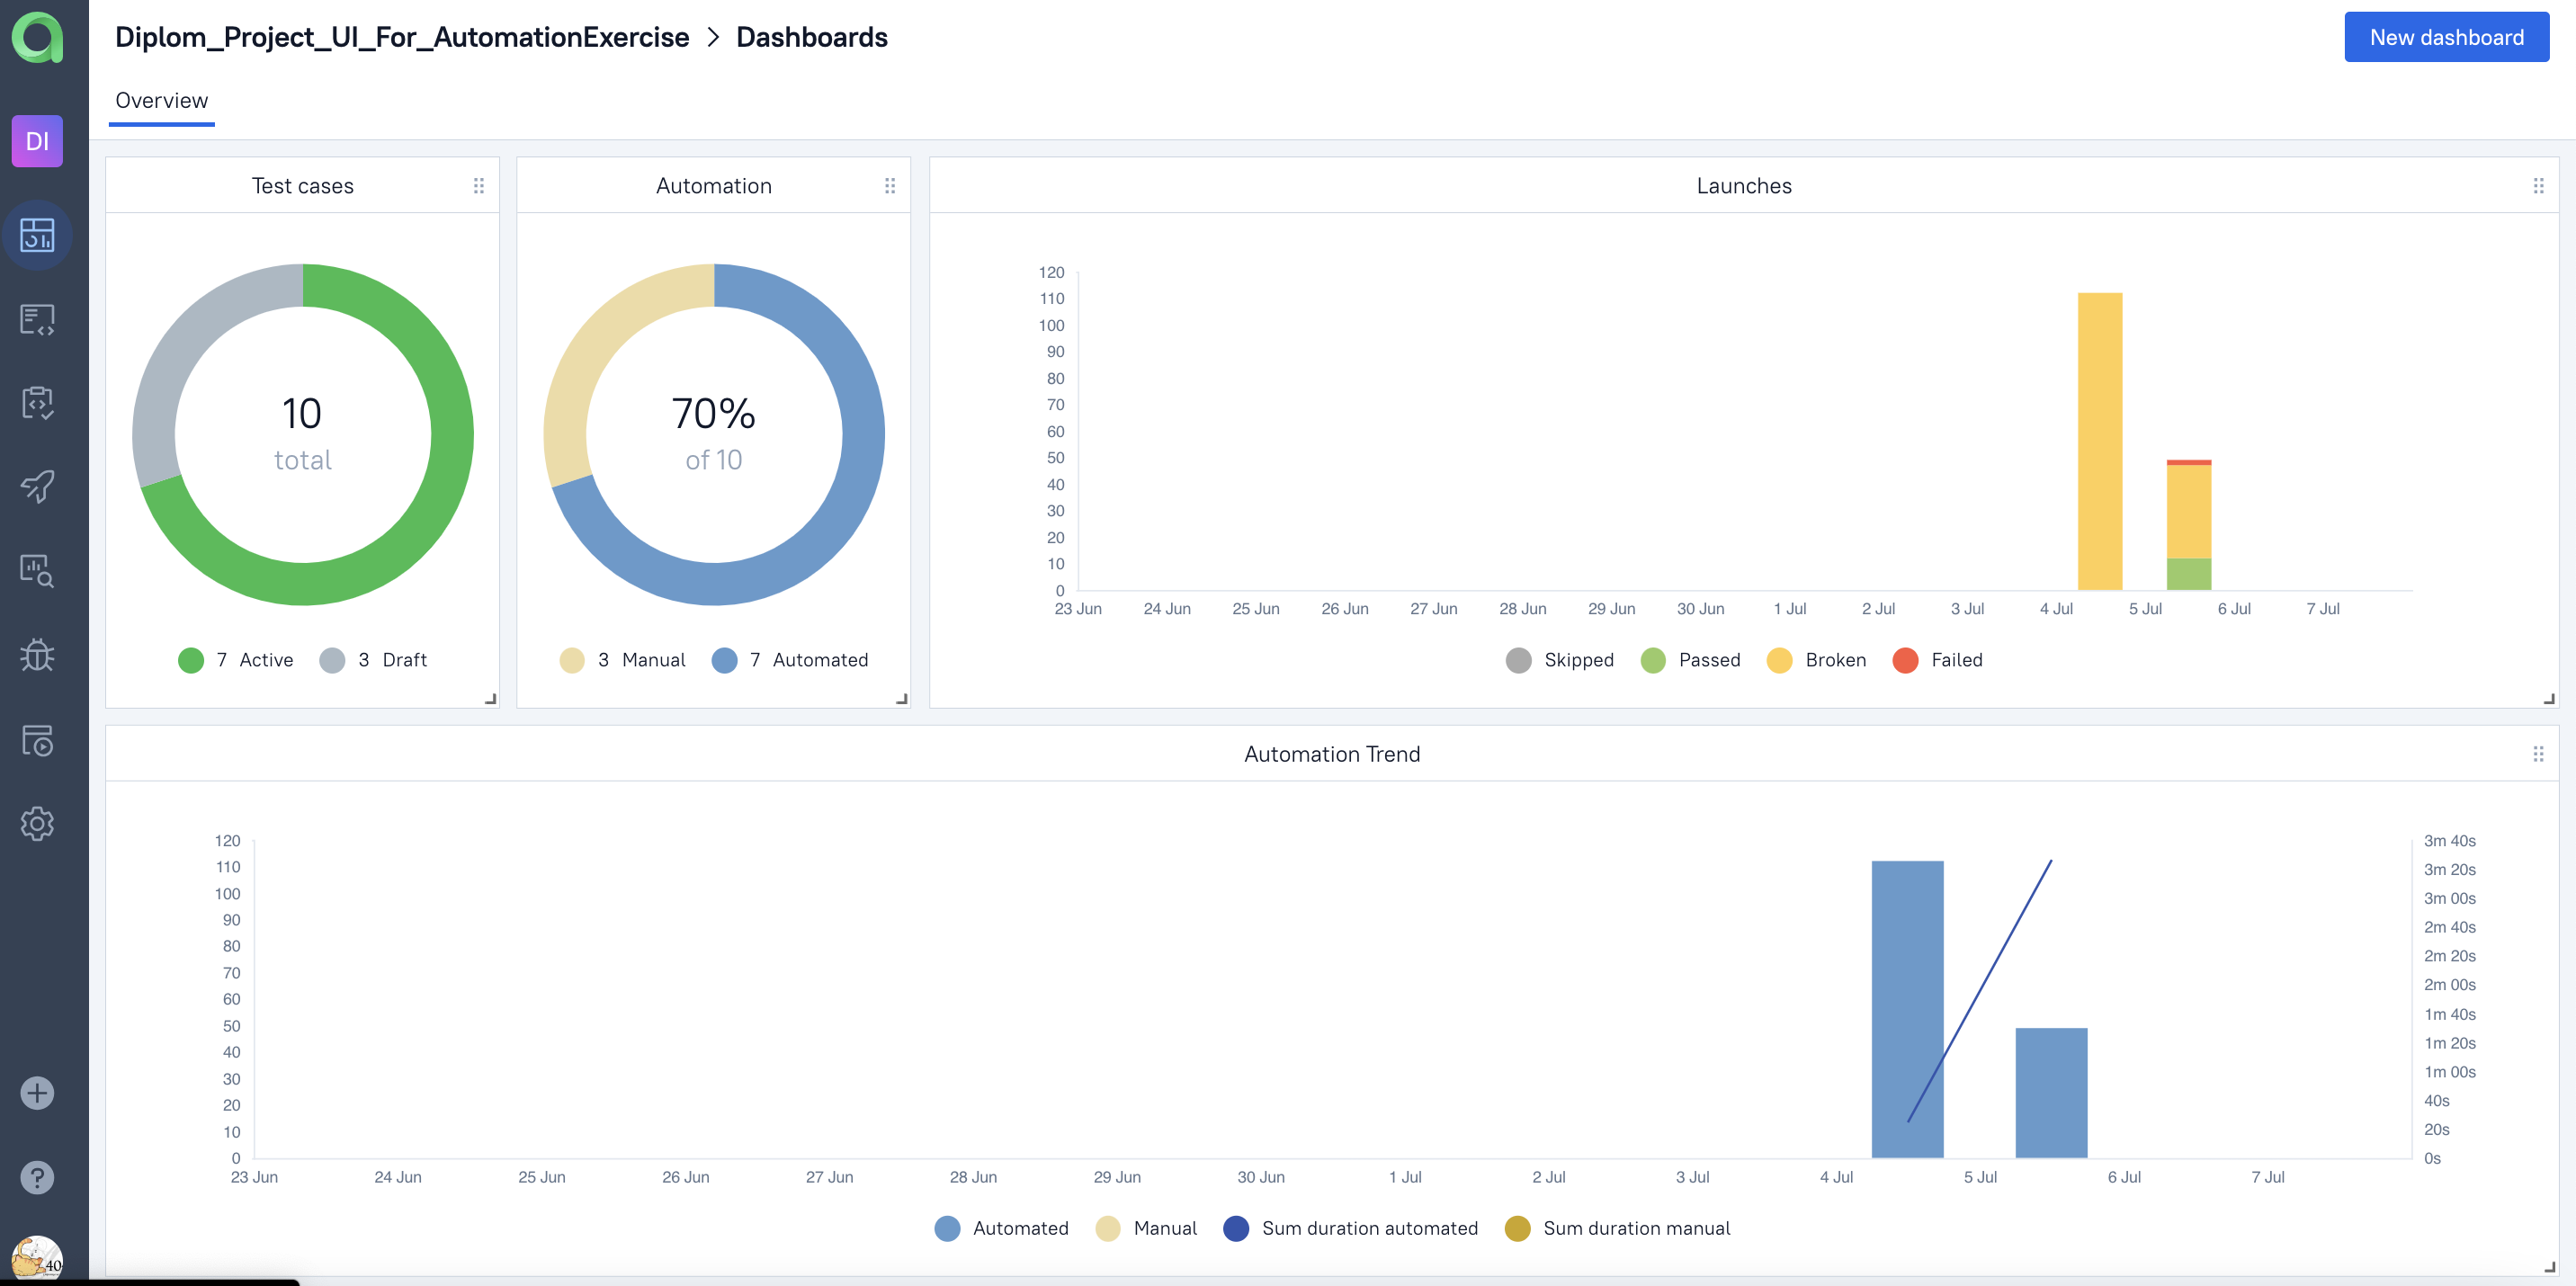 Diplom_Project_UI_For_AutomationExercise > Dashboards
New dashboard
Overview
DI
Test cases
10
total
7 Active 3 Draft
Automation
70%
of 10
3 Manual 7 Automated
Launches
120
110
100
90
80
70
60
50
40
30
20
10
0
23 Jun 24 Jun 25 Jun 26 Jun 27 Jun 28 Jun 29 Jun 30 Jun 1 Jul 2 Jul 3 Jul 4 Jul 5 Jul 6 Jul 7 Jul
Skipped Passed Broken Failed
Automation Trend
120 3m 40s
110 3m 20s
100 3m 00s
90 2m 40s
80 2m 20s
70 2m 00s
60 1m 40s
50 1m 20s
40 1m 00s
30 40s
20 20s
10 0s
0
23 Jun 24 Jun 25 Jun 26 Jun 27 Jun 28 Jun 29 Jun 30 Jun 1 Jul 2 Jul 3 Jul 4 Jul 5 Jul 6 Jul 7 Jul
Automated Manual Sum duration automated Sum duration manual
40